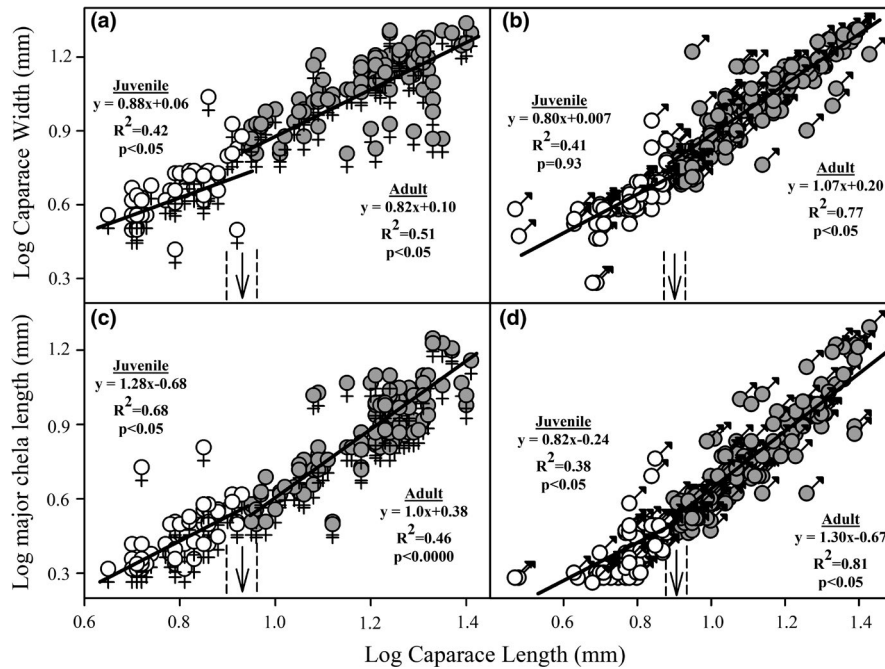 (a)
Juvenile
y = 0.88x+0.06
R²=0.42
p<0.05
Adult
y = 0.82x+0.10
R²=0.51
p<0.05
(b)
Juvenile
y = 0.80x+0.007
R²=0.41
p=0.93
Adult
y = 1.07x+0.20
R²=0.77
p<0.05
Log Caparace Width (mm)
1.2
0.9
0.6
0.3
(c)
Juvenile
y = 1.28x-0.68
R²=0.68
p<0.05
Adult
y = 1.0x+0.38
R²=0.46
p<0.0000
(d)
Juvenile
y = 0.82x-0.24
R²=0.38
p<0.05
Adult
y = 1.30x-0.67
R²=0.81
p<0.05
Log major chela length (mm)
1.2
0.9
0.6
0.3
0.6 0.8 1.0 1.2 1.4
0.6 0.8 1.0 1.2 1.4
Log Caparace Length (mm)